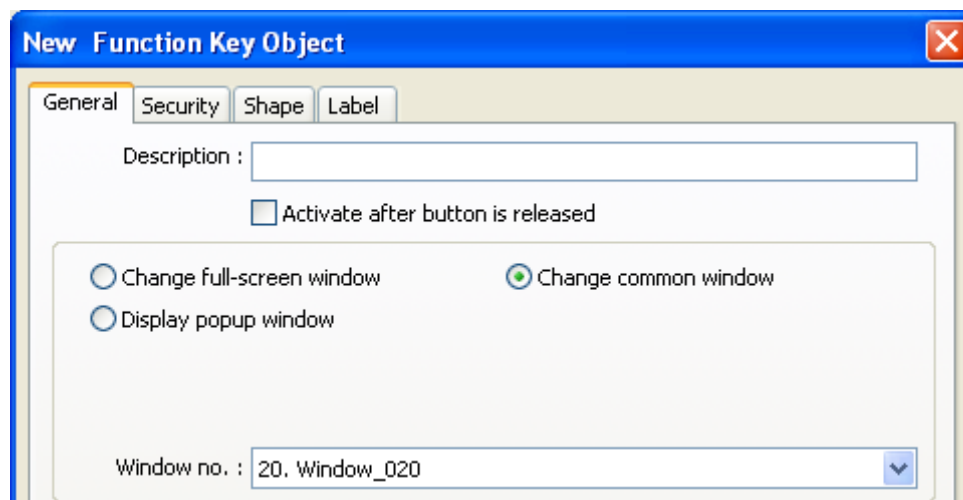 New Function Key Object
General Security Shape Label
Description :
Activate after button is released
Change full-screen window Change common window
Display popup window
Window no. : 20. Window_020